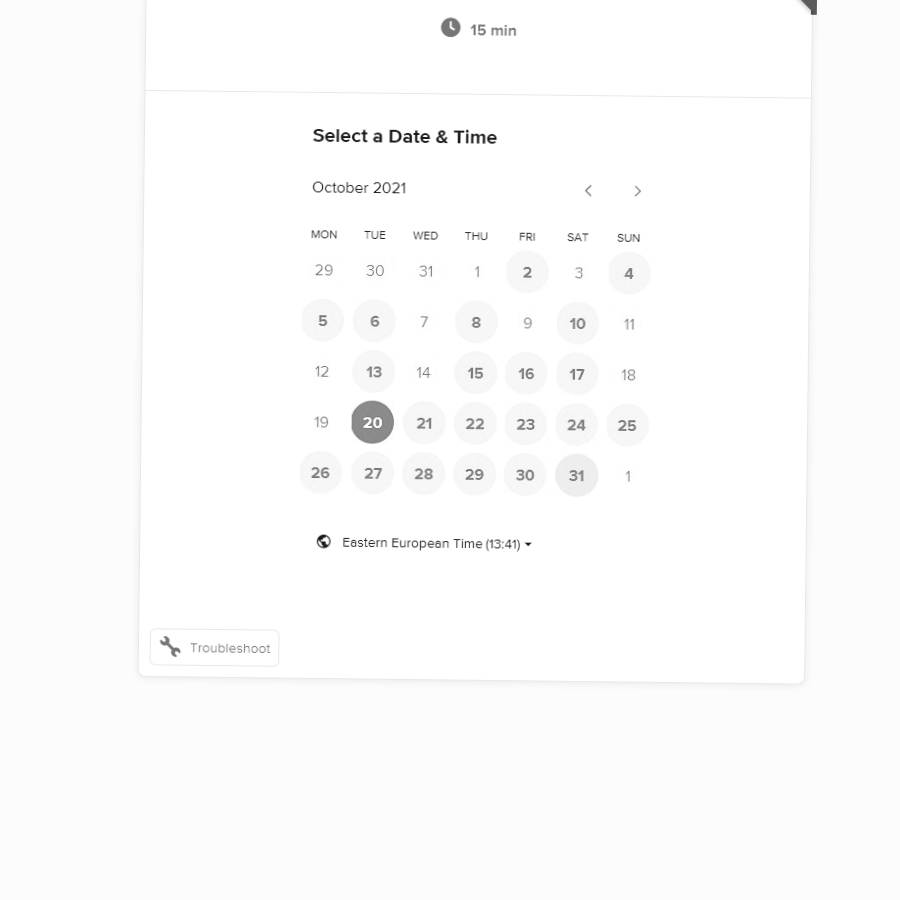 15 min
Select a Date & Time
October 2021
MON TUE WED THU FRI SAT SUN
29 30 31 1 2 3 4
5 6 7 8 9 10 11
12 13 14 15 16 17 18
19 20 21 22 23 24 25
26 27 28 29 30 31 1
Eastern European Time (13:41)
Troubleshoot